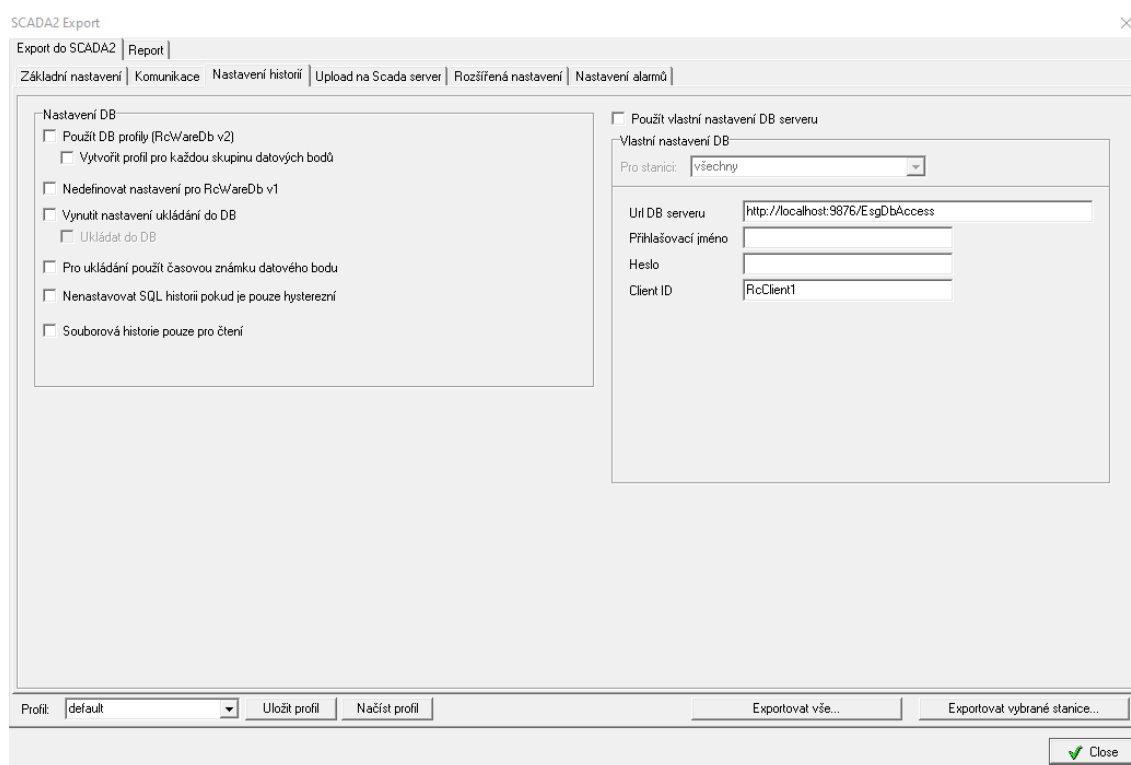 SCADA2 Export
Export do SCADA2 Report
Základní nastavení Komunikace Nastavení historií Upload na Scada server Rozšířená nastavení Nastavení alarmů
Nastavení DB
Použít DB profily (RcWareDb v2)
Vytvořit profil pro každou skupinu datových bodů
Nedefinovat nastavení pro RcWareDb v1
Vynutit nastavení ukládání do DB
Ukládat do DB
Pro ukládání použít časovou známku datového bodu
Nenastavovat SQL historii pokud je pouze hysterezní
Souborová historie pouze pro čtení
Použít vlastní nastavení DB serveru
Vlastní nastavení DB
Pro stanici: všechny
Url DB serveru http://localhost:9876/EsgDbAccess
Přihlašovací jméno
Heslo
Client ID RcClient1
Profil: default Uložit profil Načíst profil Exportovat vše... Exportovat vybrané stanice...
Close